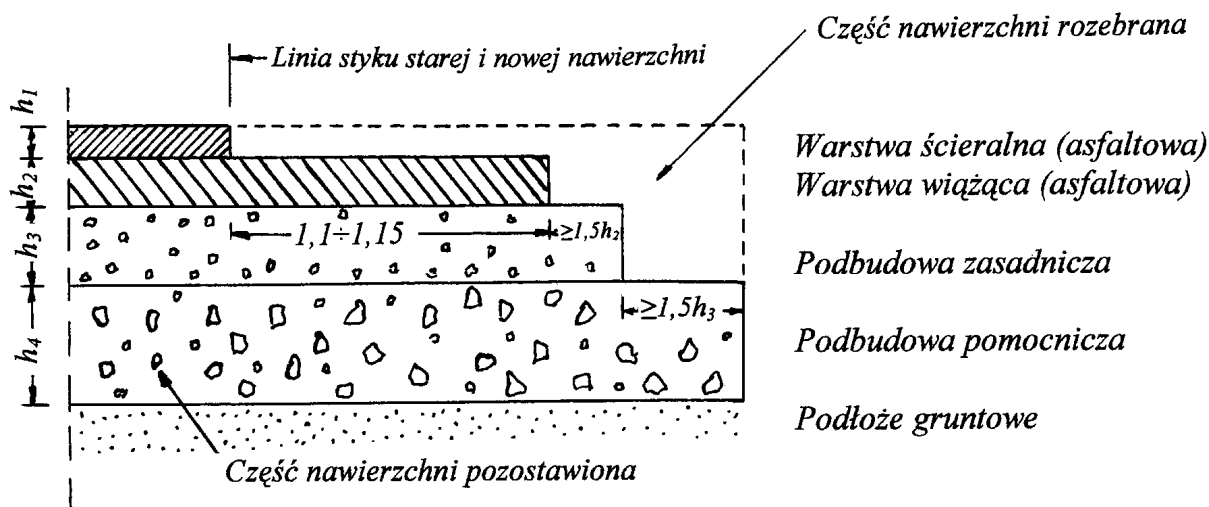 Część nawierzchni rozebrana
Linia styku starej i nowej nawierzchni
h₁
Warstwa ścieralna (asfaltowa)
h₂
Warstwa wiążąca (asfaltowa)
h₃
1,1÷1,15
≥1,5h₂
Podbudowa zasadnicza
≥1,5h₃
h₄
Podbudowa pomocnicza
Podłoże gruntowe
Część nawierzchni pozostawiona